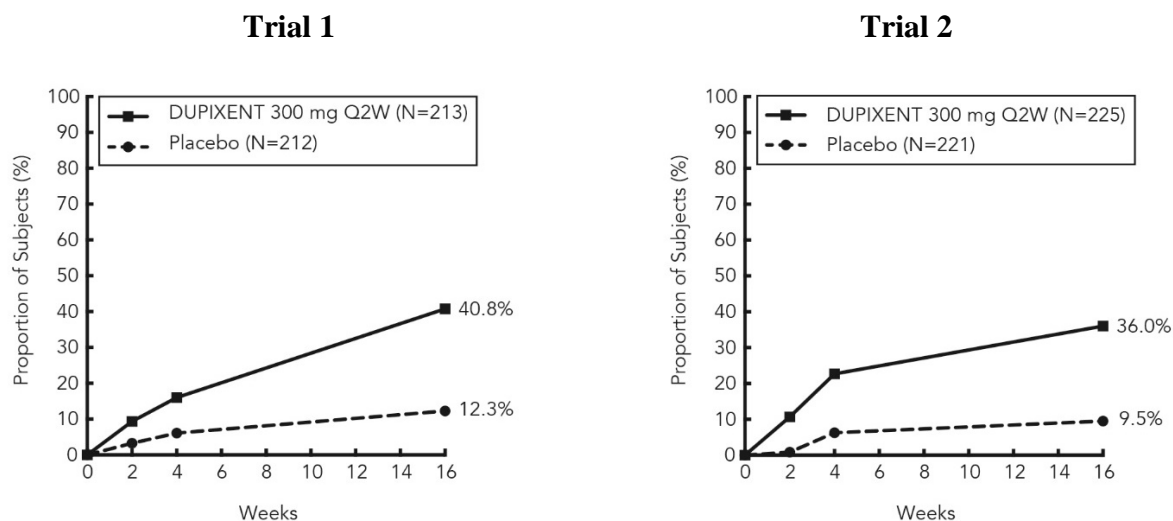 Trial 1
DUPIXENT 300 mg Q2W (N=213)
Placebo (N=212)
Proportion of Subjects (%)
100
90
80
70
60
50
40
30
20
10
0
40.8%
12.3%
0 2 4 6 8 10 12 14 16
Weeks
Trial 2
DUPIXENT 300 mg Q2W (N=225)
Placebo (N=221)
Proportion of Subjects (%)
100
90
80
70
60
50
40
30
20
10
0
36.0%
9.5%
0 2 4 6 8 10 12 14 16
Weeks